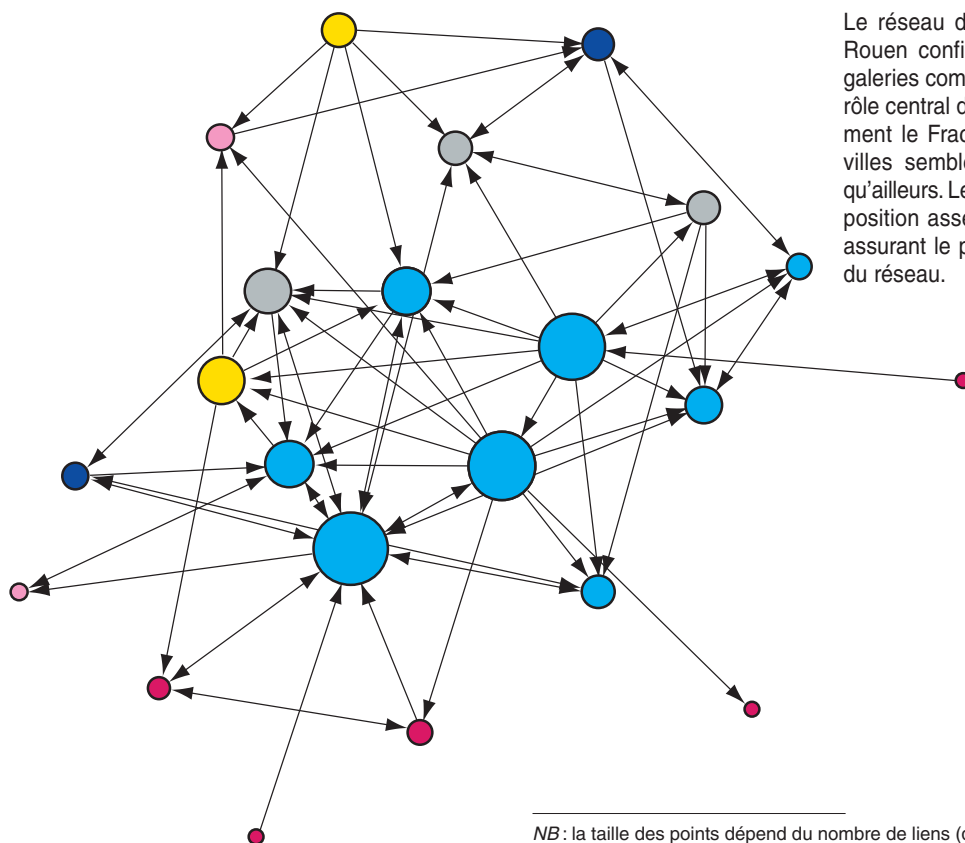 Le réseau d
Rouen confi
galeries com
rôle central d
ment le Frac
villes semble
qu'ailleurs. Le
position asse
assurant le p
du réseau.
NB : la taille des points dépend du nombre de liens (d